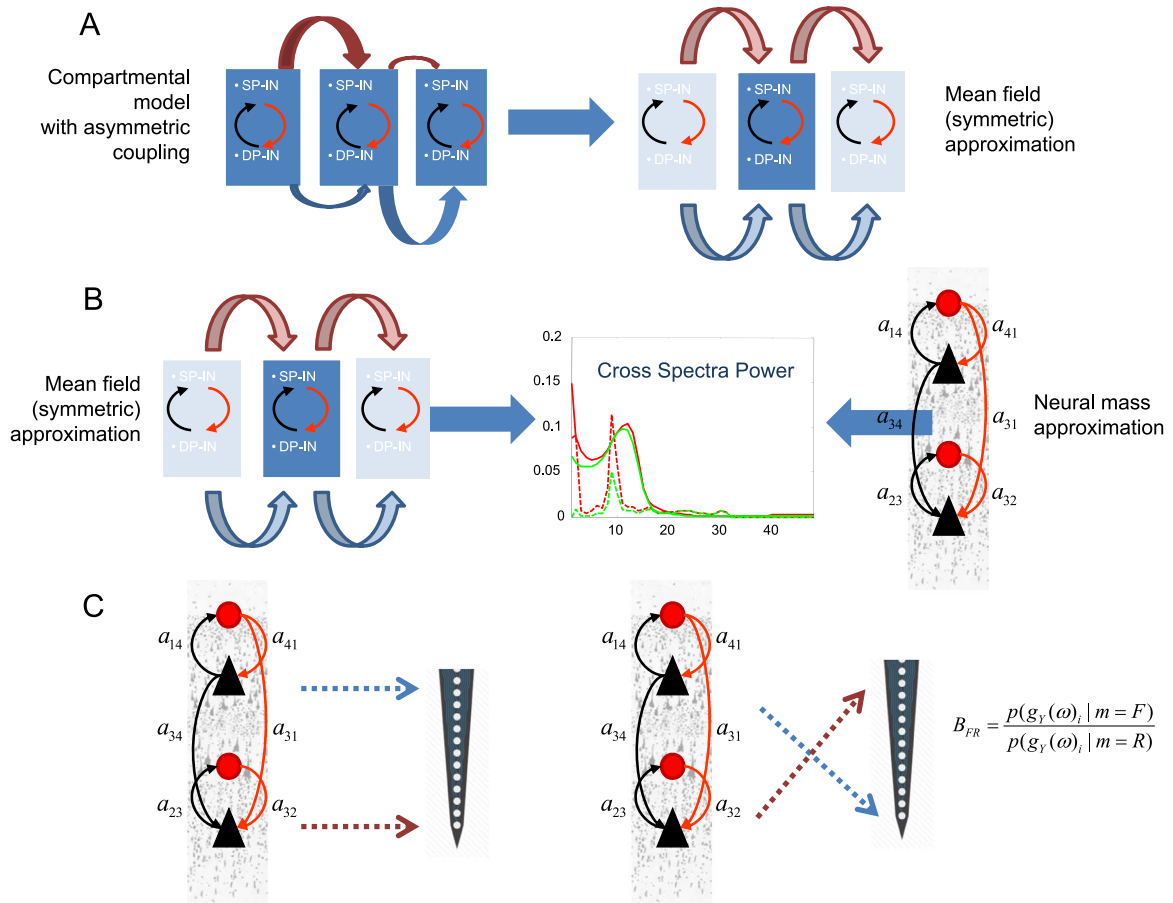 A
Compartmental
model
with asymmetric
coupling
• SP-IN
• DP-IN
• SP-IN
• DP-IN
• SP-IN
• DP-IN
• SP-IN
• DP-IN
• SP-IN
• DP-IN
• SP-IN
• DP-IN
Mean field
(symmetric)
approximation
B
Mean field
(symmetric)
approximation
• SP-IN
• DP-IN
• SP-IN
• DP-IN
• SP-IN
• DP-IN
Cross Spectra Power
0.2
0.15
0.1
0.05
0
10
20
30
40
a14
a41
a34
a31
a23
a32
Neural mass
approximation
C
a14
a41
a34
a31
a23
a32
a14
a41
a34
a31
a23
a32
B_FR = p(g_Y(ω)_i | m = F) / p(g_Y(ω)_i | m = R)